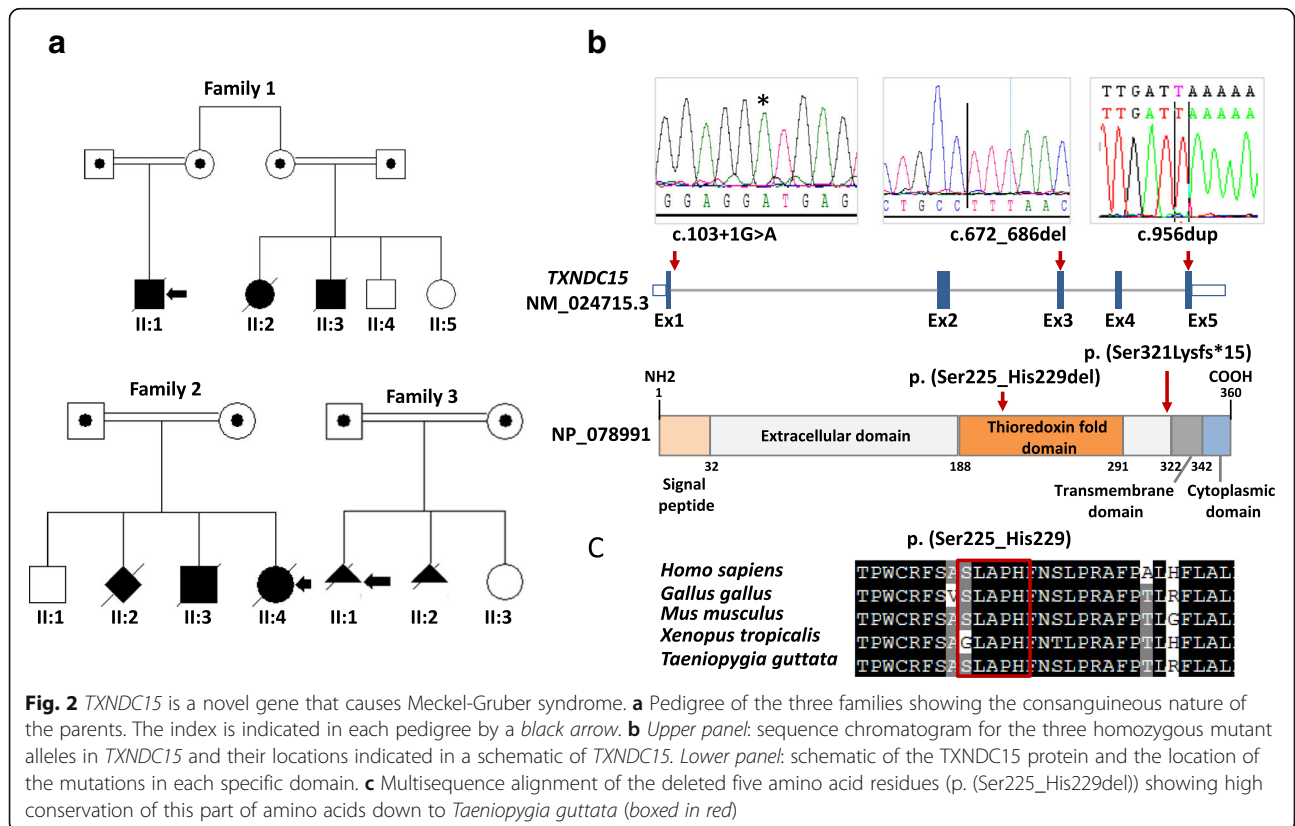 a
Family 1
II:1
II:2
II:3
II:4
II:5
Family 2
II:1
II:2
II:3
II:4
Family 3
II:1
II:2
II:3
b
*
G G A G G A T G A G
C T G C C T T T A A C
T T G A T T A A A A A
T T G A T T A A A A A
c.103+1G>A
c.672_686del
c.956dup
TXNDC15
NM_024715.3
Ex1
Ex2
Ex3
Ex4
Ex5
p. (Ser321Lysfs*15)
p. (Ser225_His229del)
NH2
1
COOH
360
NP_078991
Extracellular domain
Thioredoxin fold
domain
32
188
291
322
342
Signal
peptide
Transmembrane
domain
Cytoplasmic
domain
C
p. (Ser225_His229)
Homo sapiens TPWCRFSASLAPHFNSLPRAFPALHFLAL
Gallus gallus TPWCRFSVSLAPHFNSLPRAFPTLRFLAL
Mus musculus TPWCRFSASLAPHFNSLPRAFPTLGFLAL
Xenopus tropicalis TPWCRFSAGLAPHFNTLPRAFPTLHFLAL
Taeniopygia guttata TPWCRFSASLAPHFNSLPRAFPTLRFLAL
Fig. 2 TXNDC15 is a novel gene that causes Meckel-Gruber syndrome. a Pedigree of the three families showing the consanguineous nature of
the parents. The index is indicated in each pedigree by a black arrow. b Upper panel: sequence chromatogram for the three homozygous mutant
alleles in TXNDC15 and their locations indicated in a schematic of TXNDC15. Lower panel: schematic of the TXNDC15 protein and the location of
the mutations in each specific domain. c Multisequence alignment of the deleted five amino acid residues (p. (Ser225_His229del)) showing high
conservation of this part of amino acids down to Taeniopygia guttata (boxed in red)